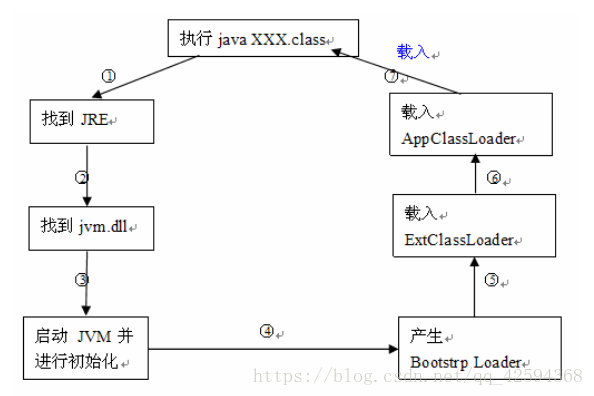 执行 java XXX.class
载入
①
⑦
找到 JRE
载入
AppClassLoader
②
⑥
找到 jvm.dll
载入
ExtClassLoader
③
⑤
启动 JVM 并
进行初始化
④
产生
Bootstrp Loader
https://blog.csdn.net/qq_42594368